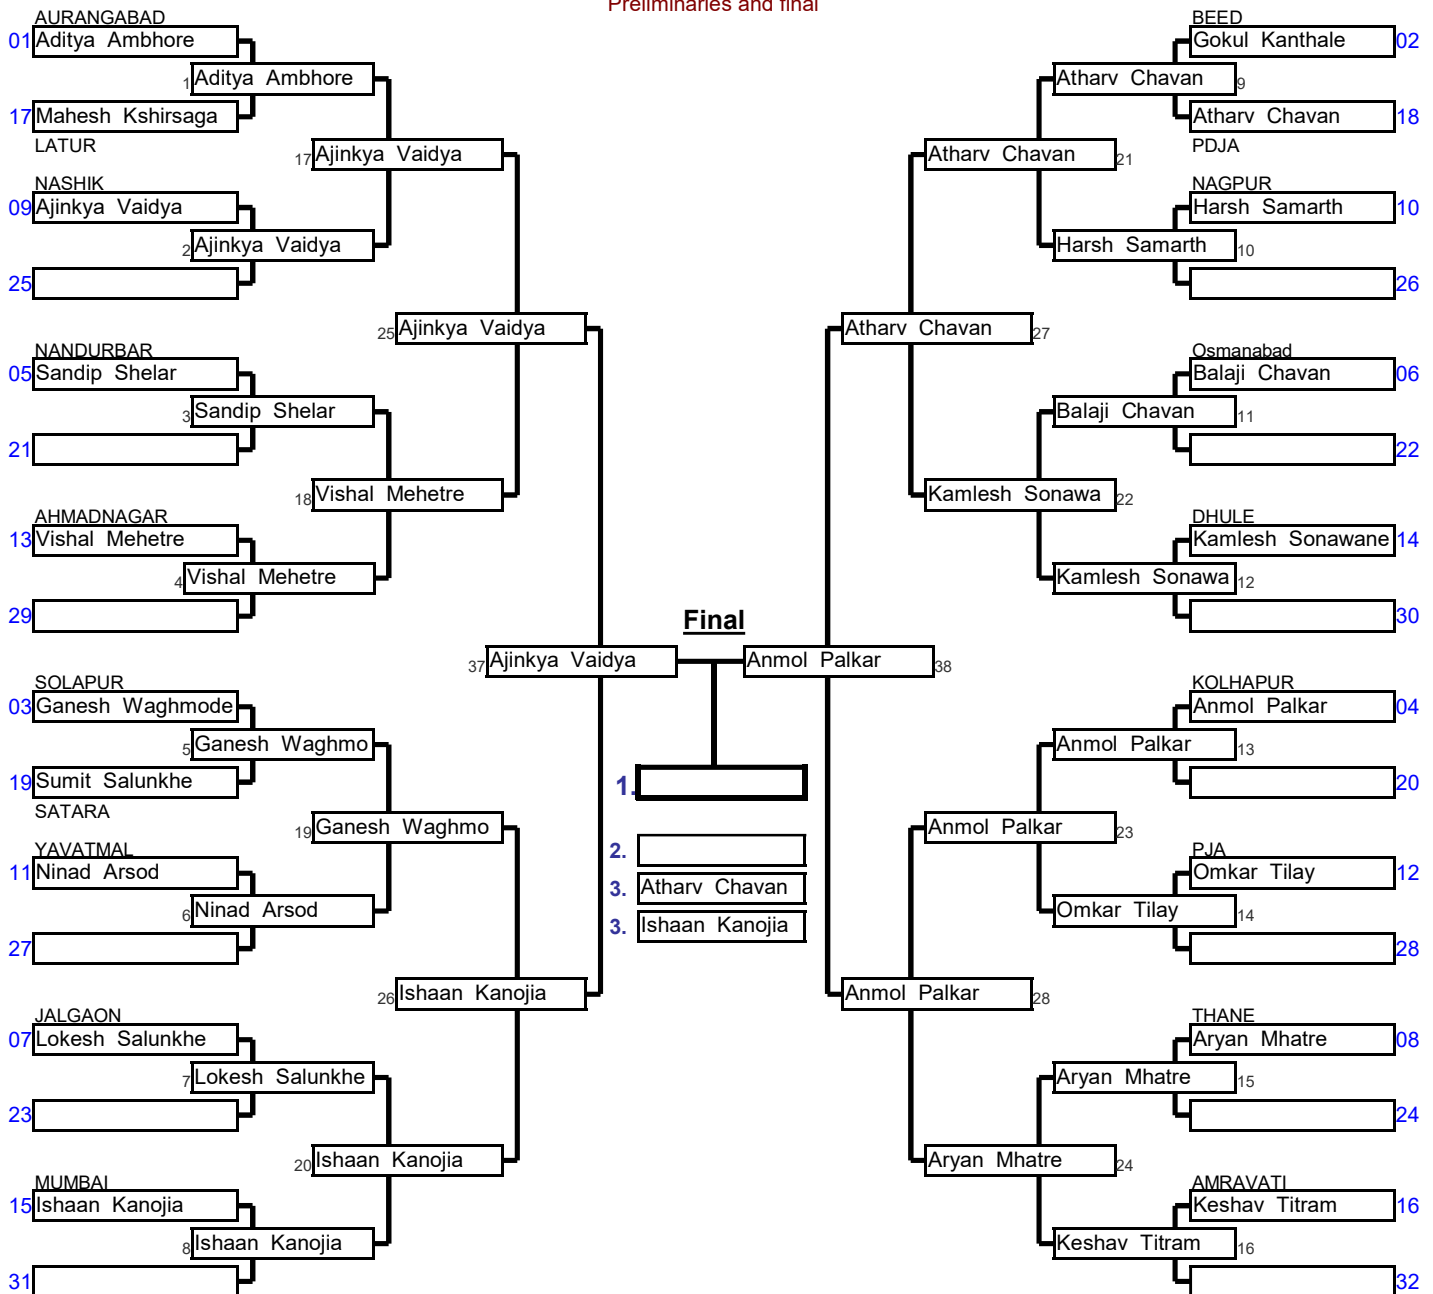 Preliminaries and final
AURANGABAD
01 Aditya Ambhore
1 Aditya Ambhore
17 Mahesh Kshirsaga
LATUR
17 Ajinkya Vaidya
NASHIK
09 Ajinkya Vaidya
2 Ajinkya Vaidya
25
25 Ajinkya Vaidya
NANDURBAR
05 Sandip Shelar
3 Sandip Shelar
21
18 Vishal Mehetre
AHMADNAGAR
13 Vishal Mehetre
4 Vishal Mehetre
29
37 Ajinkya Vaidya
SOLAPUR
03 Ganesh Waghmode
5 Ganesh Waghmo
19 Sumit Salunkhe
SATARA
19 Ganesh Waghmo
YAVATMAL
11 Ninad Arsod
6 Ninad Arsod
27
26 Ishaan Kanojia
JALGAON
07 Lokesh Salunkhe
7 Lokesh Salunkhe
23
20 Ishaan Kanojia
MUMBAI
15 Ishaan Kanojia
8 Ishaan Kanojia
31
Final
1.
2.
3. Atharv Chavan
3. Ishaan Kanojia
BEED
Gokul Kanthale 02
Atharv Chavan 9
Atharv Chavan 18
PDJA
Atharv Chavan 21
NAGPUR
Harsh Samarth 10
Harsh Samarth 10
26
Atharv Chavan 27
Osmanabad
Balaji Chavan 06
Balaji Chavan 11
22
Kamlesh Sonawa 22
DHULE
Kamlesh Sonawane 14
Kamlesh Sonawa 12
30
Anmol Palkar 38
KOLHAPUR
Anmol Palkar 04
Anmol Palkar 13
20
Anmol Palkar 23
PJA
Omkar Tilay 12
Omkar Tilay 14
28
Anmol Palkar 28
THANE
Aryan Mhatre 08
Aryan Mhatre 15
24
Aryan Mhatre 24
AMRAVATI
Keshav Titram 16
Keshav Titram 16
32